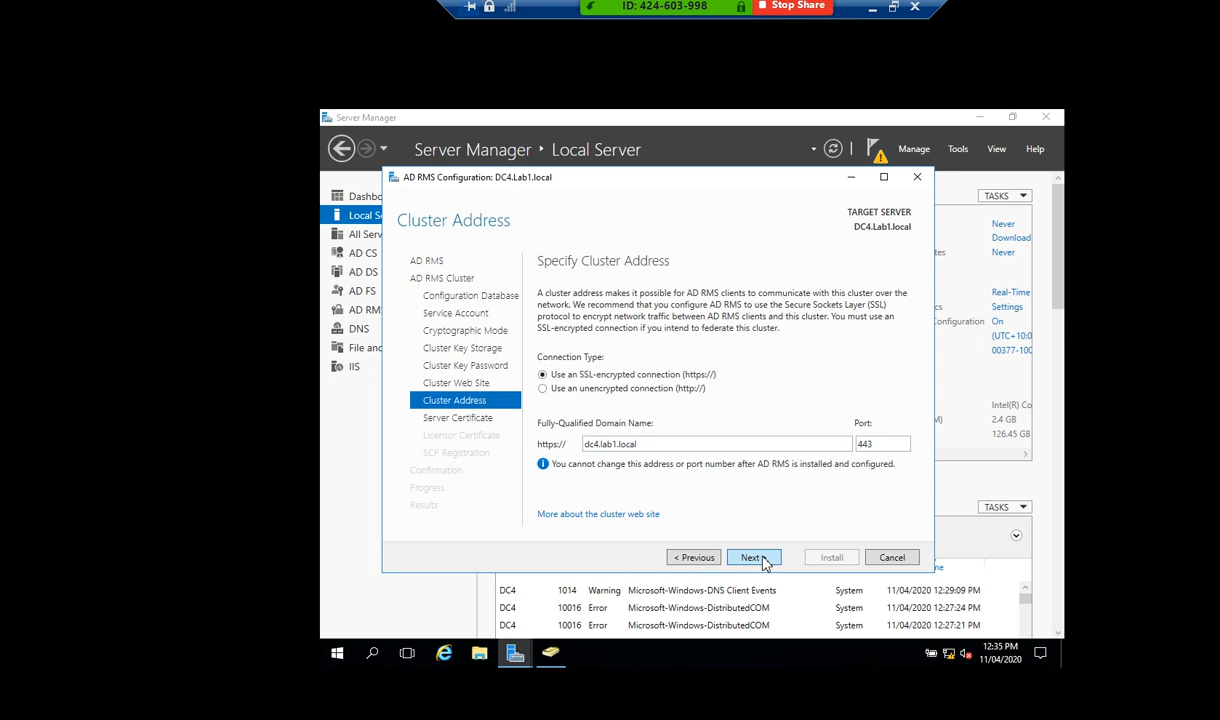 ID: 424-603-998
Stop Share
Server Manager
Server Manager
Local Server
Manage
Tools
View
Help
AD RMS Configuration: DC4.Lab1.local
Cluster Address
TARGET SERVER
DC4.Lab1.local
Dashbo
Local Se
All Serv
AD CS
AD DS
AD FS
AD RM
DNS
File and
IIS
AD RMS
AD RMS Cluster
Configuration Database
Service Account
Cryptographic Mode
Cluster Key Storage
Cluster Key Password
Cluster Web Site
Cluster Address
Server Certificate
Licensor Certificate
SCP Registration
Confirmation
Progress
Results
Specify Cluster Address
A cluster address makes it possible for AD RMS clients to communicate with this cluster over the
network. We recommend that you configure AD RMS to use the Secure Sockets Layer (SSL)
protocol to encrypt network traffic between AD RMS clients and this cluster. You must use an
SSL-encrypted connection if you intend to federate this cluster.
Connection Type:
Use an SSL-encrypted connection (https://)
Use an unencrypted connection (http://)
Fully-Qualified Domain Name:
Port:
https://
dc4.lab1.local
443
You cannot change this address or port number after AD RMS is installed and configured.
More about the cluster web site
< Previous
Next
Install
Cancel
TASKS
Never
Download
tes
Never
Real-Time
cs
Settings
Configuration
On
(UTC+10:0
00377-100
Intel(R) Co
M)
2.4 GB
126.45 GB
TASKS
me
DC4 1014 Warning Microsoft-Windows-DNS Client Events System 11/04/2020 12:29:09 PM
DC4 10016 Error Microsoft-Windows-DistributedCOM System 11/04/2020 12:27:24 PM
DC4 10016 Error Microsoft-Windows-DistributedCOM System 11/04/2020 12:27:21 PM
12:35 PM
11/04/2020